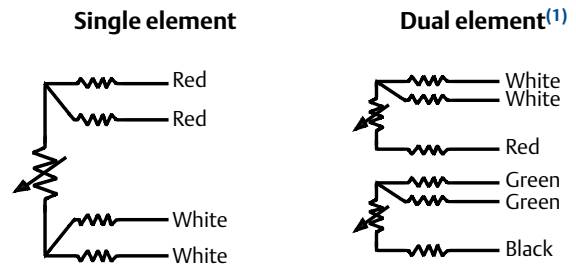 Single element
Red
Red
White
White
Dual element(1)
White
White
Red
Green
Green
Black